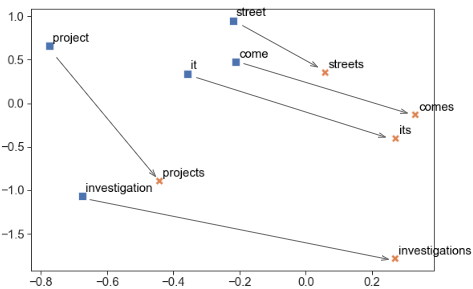 1.0
0.5
0.0
−0.5
−1.0
−1.5
street
project
streets
come
it
comes
its
projects
investigation
investigations
−0.8 −0.6 −0.4 −0.2 0.0 0.2